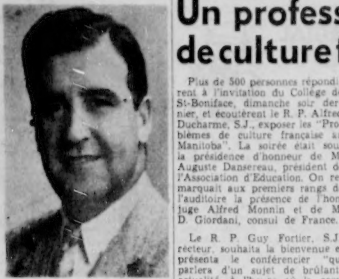 Un profess
de culture f
Plus de 500 personnes répondi-
rent à l'invitation du Collège de
St-Boniface, dimanche soir der-
nier, et écoutèrent le R. P. Alfred
Ducharme, S.J., exposer les "Pro-
blèmes de culture française au
Manitoba". La soirée était sous
la présidence d'honneur de M.
Auguste Dansereau, président de
l'Association d'Education. On re-
marquait aux premiers rangs de
l'auditoire la présence de l'hon.
juge Alfred Monnin et de M.
D. Giordani, consul de France.
Le R. P. Guy Fortier, S.J.,
recteur, souhaita la bienvenue et
présenta le conférencier "qui
parlera d'un sujet de brûlante